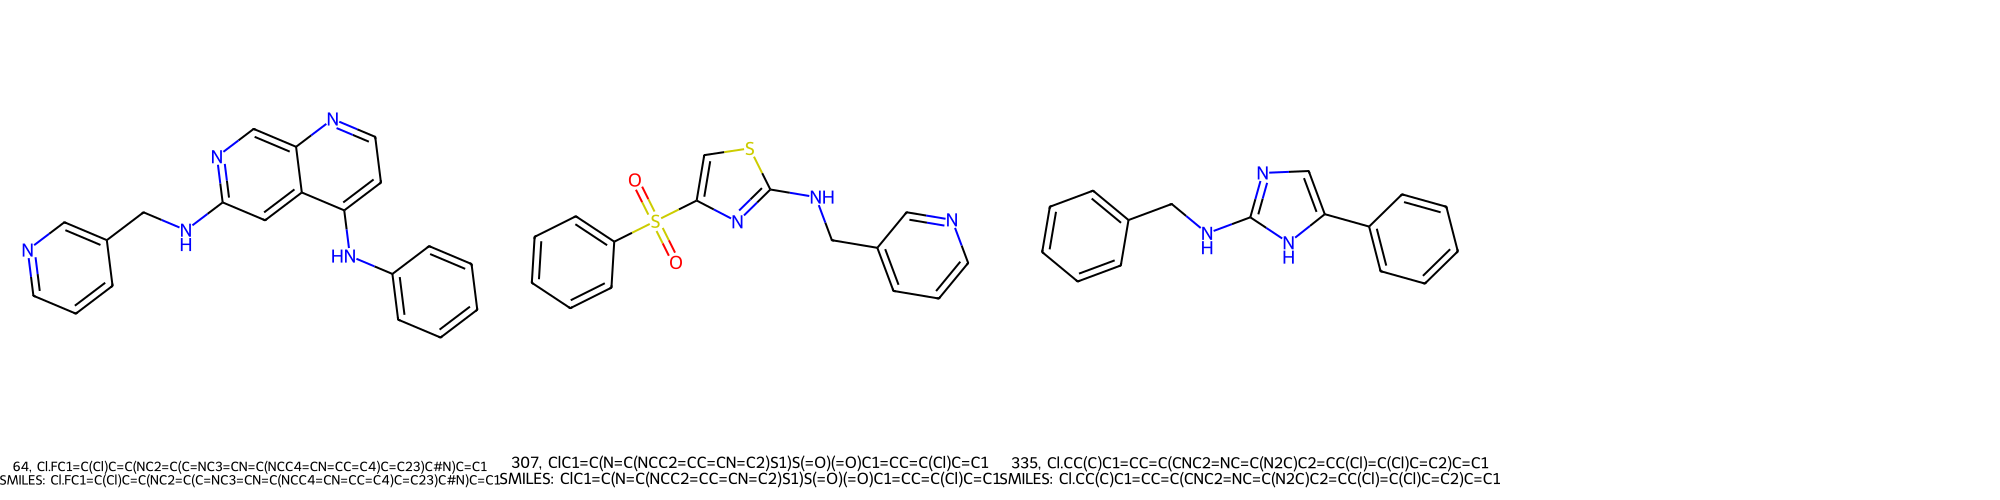 N
N
N
N
H
HN
S
O
S
O
N
NH
N
N
N
H
N
H
64, Cl.FC1=C(Cl)C=C(NC2=C(C=NC3=CN=C(NCC4=CN=CC=C4)C=C23)C#N)C=C1
SMILES: Cl.FC1=C(Cl)C=C(NC2=C(C=NC3=CN=C(NCC4=CN=CC=C4)C=C23)C#N)C=C1
307, ClC1=C(N=C(NCC2=CC=CN=C2)S1)S(=O)(=O)C1=CC=C(Cl)C=C1
SMILES: ClC1=C(N=C(NCC2=CC=CN=C2)S1)S(=O)(=O)C1=CC=C(Cl)C=C1
335, Cl.CC(C)C1=CC=C(CNC2=NC=C(N2C)C2=CC(Cl)=C(Cl)C=C2)C=C1
SMILES: Cl.CC(C)C1=CC=C(CNC2=NC=C(N2C)C2=CC(Cl)=C(Cl)C=C2)C=C1